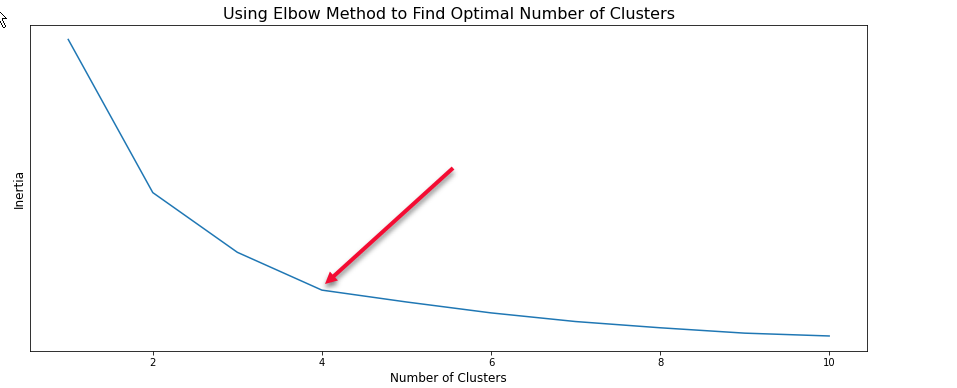 Using Elbow Method to Find Optimal Number of Clusters
Inertia
2 4 6 8 10
Number of Clusters